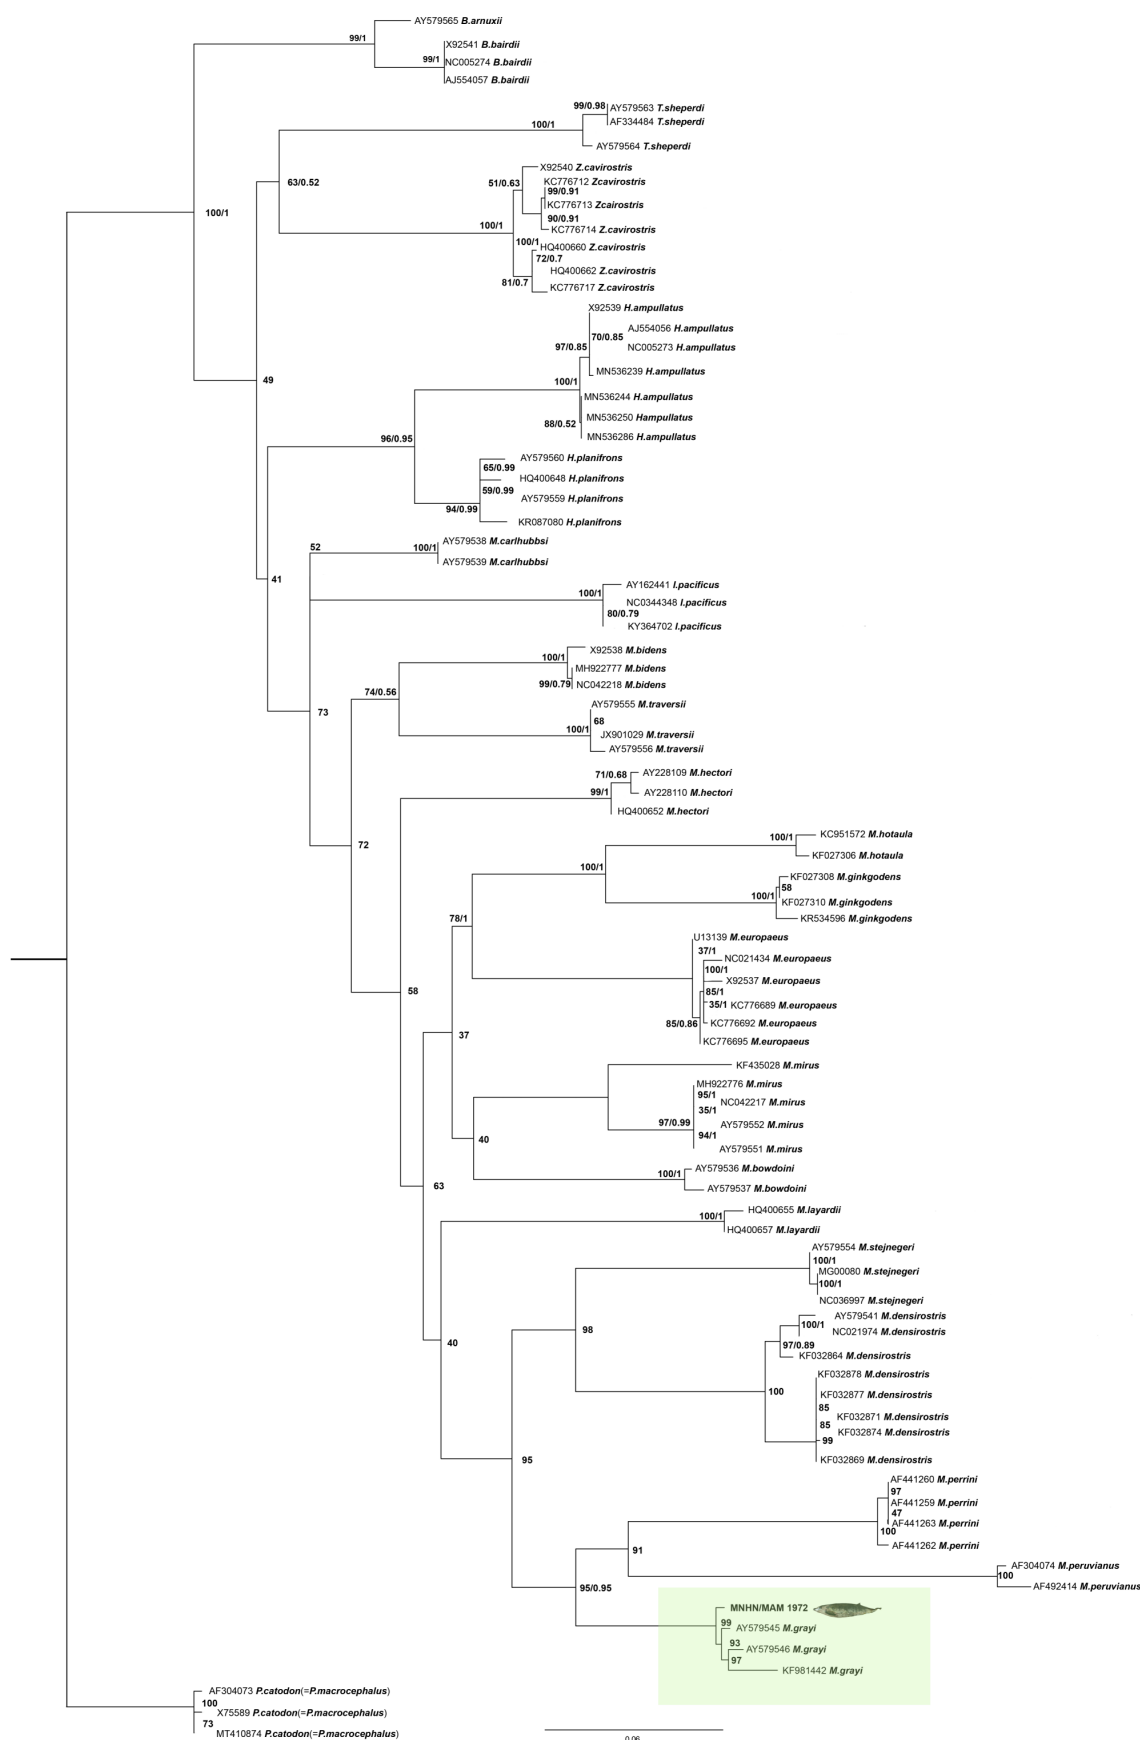 AY579565 B.arnuxii
99/1
X92541 B.bairdii
99/1
NC005274 B.bairdii
AJ554057 B.bairdii
99/0.98
AY579563 T.sheperdi
AF334484 T.sheperdi
100/1
AY579564 T.sheperdi
X92540 Z.cavirostris
63/0.52
51/0.63
KC776712 Zcavirostris
99/0.91
KC776713 Zcairostris
100/1
90/0.91
100/1
KC776714 Z.cavirostris
100/1
HQ400660 Z.cavirostris
72/0.7
HQ400662 Z.cavirostris
81/0.7
KC776717 Z.cavirostris
X92539 H.ampullatus
AJ554056 H.ampullatus
70/0.85
97/0.85
NC005273 H.ampullatus
MN536239 H.ampullatus
49
100/1
MN536244 H.ampullatus
MN536250 Hampullatus
88/0.52
MN536286 H.ampullatus
96/0.95
AY579560 H.planifrons
65/0.99
HQ400648 H.planifrons
59/0.99
AY579559 H.planifrons
94/0.99
KR087080 H.planifrons
AY579538 M.carlhubbsi
52
100/1
AY579539 M.carlhubbsi
41
AY162441 I.pacificus
100/1
NC0344348 I.pacificus
80/0.79
KY364702 I.pacificus
X92538 M.bidens
100/1
MH922777 M.bidens
99/0.79
NC042218 M.bidens
74/0.56
AY579555 M.traversii
73
68
100/1
JX901029 M.traversii
AY579556 M.traversii
71/0.68
AY228109 M.hectori
99/1
AY228110 M.hectori
HQ400652 M.hectori
KC951572 M.hotaula
100/1
72
KF027306 M.hotaula
100/1
KF027308 M.ginkgodens
58
100/1
KF027310 M.ginkgodens
78/1
KR534596 M.ginkgodens
U13139 M.europaeus
37/1
NC021434 M.europaeus
100/1
X92537 M.europaeus
58
85/1
35/1
KC776689 M.europaeus
85/0.86
KC776692 M.europaeus
37
KC776695 M.europaeus
KF435028 M.mirus
MH922776 M.mirus
95/1
NC042217 M.mirus
35/1
97/0.99
AY579552 M.mirus
94/1
40
AY579551 M.mirus
AY579536 M.bowdoini
100/1
63
AY579537 M.bowdoini
HQ400655 M.layardii
100/1
HQ400657 M.layardii
AY579554 M.stejnegeri
100/1
MG00080 M.stejnegeri
100/1
NC036997 M.stejnegeri
AY579541 M.densirostris
98
100/1
NC021974 M.densirostris
40
97/0.89
KF032864 M.densirostris
KF032878 M.densirostris
100
KF032877 M.densirostris
85
KF032871 M.densirostris
85
KF032874 M.densirostris
99
95
KF032869 M.densirostris
AF441260 M.perrini
97
AF441259 M.perrini
47
AF441263 M.perrini
100
AF441262 M.perrini
91
AF304074 M.peruvianus
100
95/0.95
AF492414 M.peruvianus
MNHN/MAM 1972
99
AY579545 M.grayi
93
AY579546 M.grayi
97
KF981442 M.grayi
AF304073 P.catodon(=P.macrocephalus)
100
X75589 P.catodon(=P.macrocephalus)
73
MT410874 P.catodon(=P.macrocephalus)
0.06